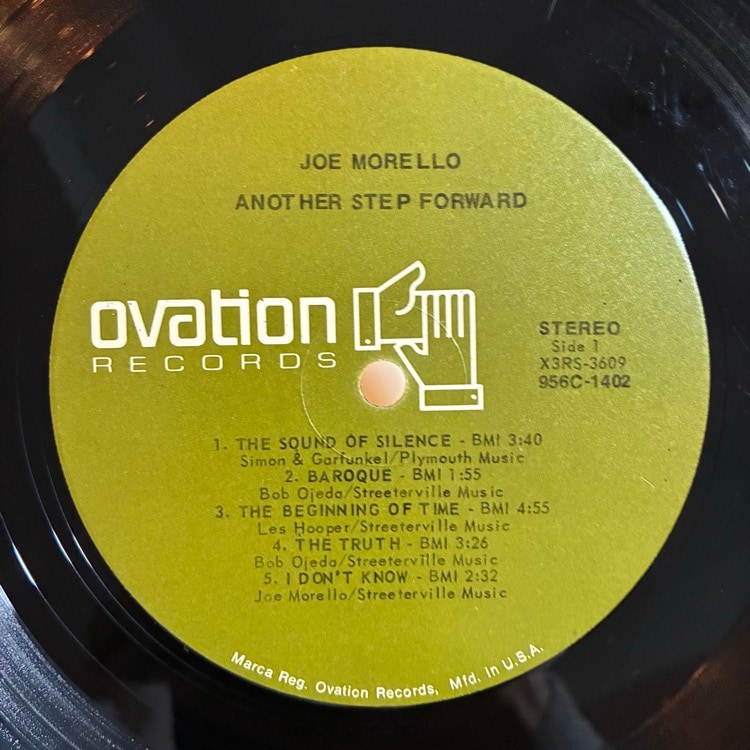 JOE MORELLO
ANOTHER STEP FORWARD
ovation
RECORDS
STEREO
Side 1
X3RS-3609
956C-1402
1. THE SOUND OF SILENCE - BMI 3:40
Simon & Garfunkel/Plymouth Music
2. BAROQUE - BMI 1:55
Bob Ojeda/Streeterville Music
3. THE BEGINNING OF TIME - BMI 4:55
Les Hooper/Streeterville Music
4. THE TRUTH - BMI 3:26
Bob Ojeda/Streeterville Music
5. I DON'T KNOW - BMI 2:32
Joe Morello/Streeterville Music
Marca Reg. Ovation Records, Mfd. in U.S.A.